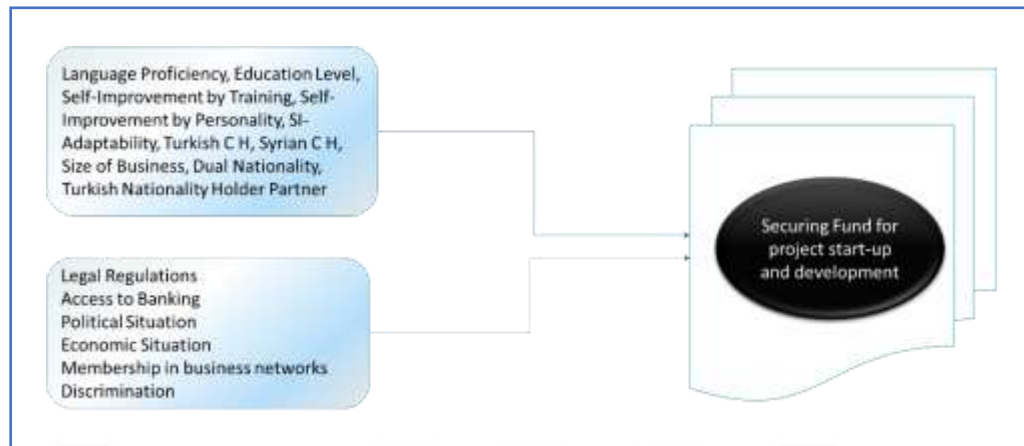 Language Proficiency, Education Level,
Self-Improvement by Training, Self-
Improvement by Personality, SI-
Adaptability, Turkish C H, Syrian C H,
Size of Business, Dual Nationality,
Turkish Nationality Holder Partner
Legal Regulations
Access to Banking
Political Situation
Economic Situation
Membership in business networks
Discrimination
Securing Fund for
project start-up
and development